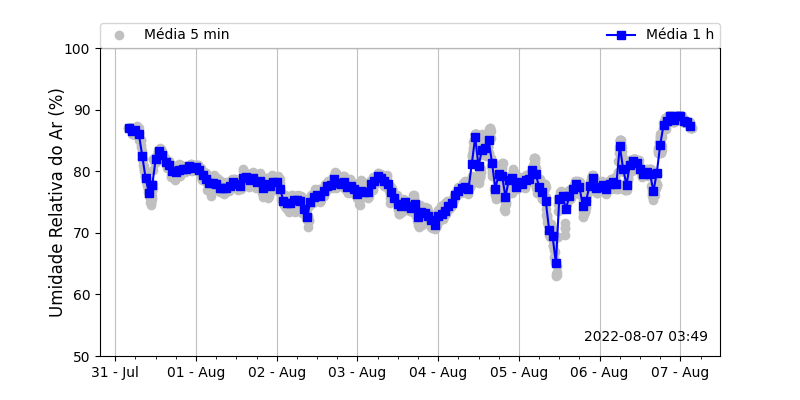 Média 5 min
Média 1 h
Umidade Relativa do Ar (%)
100
90
80
70
60
50
2022-08-07 03:49
31 - Jul
01 - Aug
02 - Aug
03 - Aug
04 - Aug
05 - Aug
06 - Aug
07 - Aug